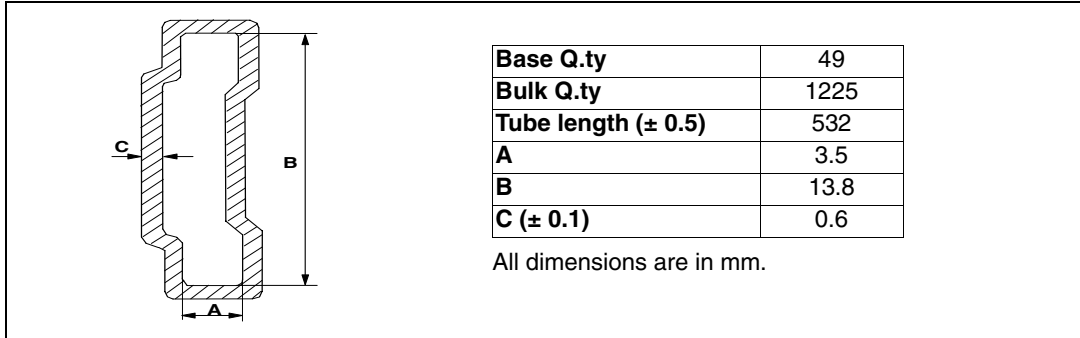 C
B
A
Base Q.ty 49
Bulk Q.ty 1225
Tube length (± 0.5) 532
A 3.5
B 13.8
C (± 0.1) 0.6
All dimensions are in mm.